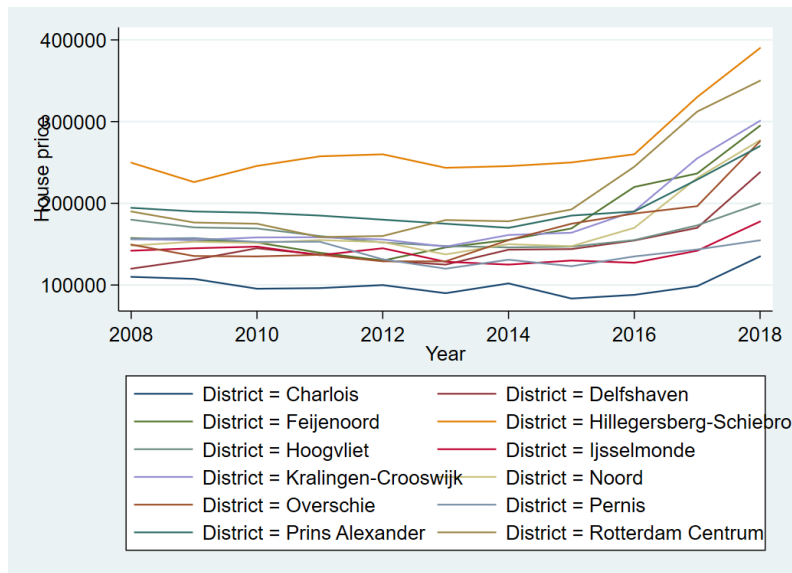 400000
300000
200000
100000
House price
2008 2010 2012 2014 2016 2018
Year
District = Charlois District = Delfshaven
District = Feijenoord District = Hillegersberg-Schiebro
District = Hoogvliet District = Ijsselmonde
District = Kralingen-Crooswijk District = Noord
District = Overschie District = Pernis
District = Prins Alexander District = Rotterdam Centrum